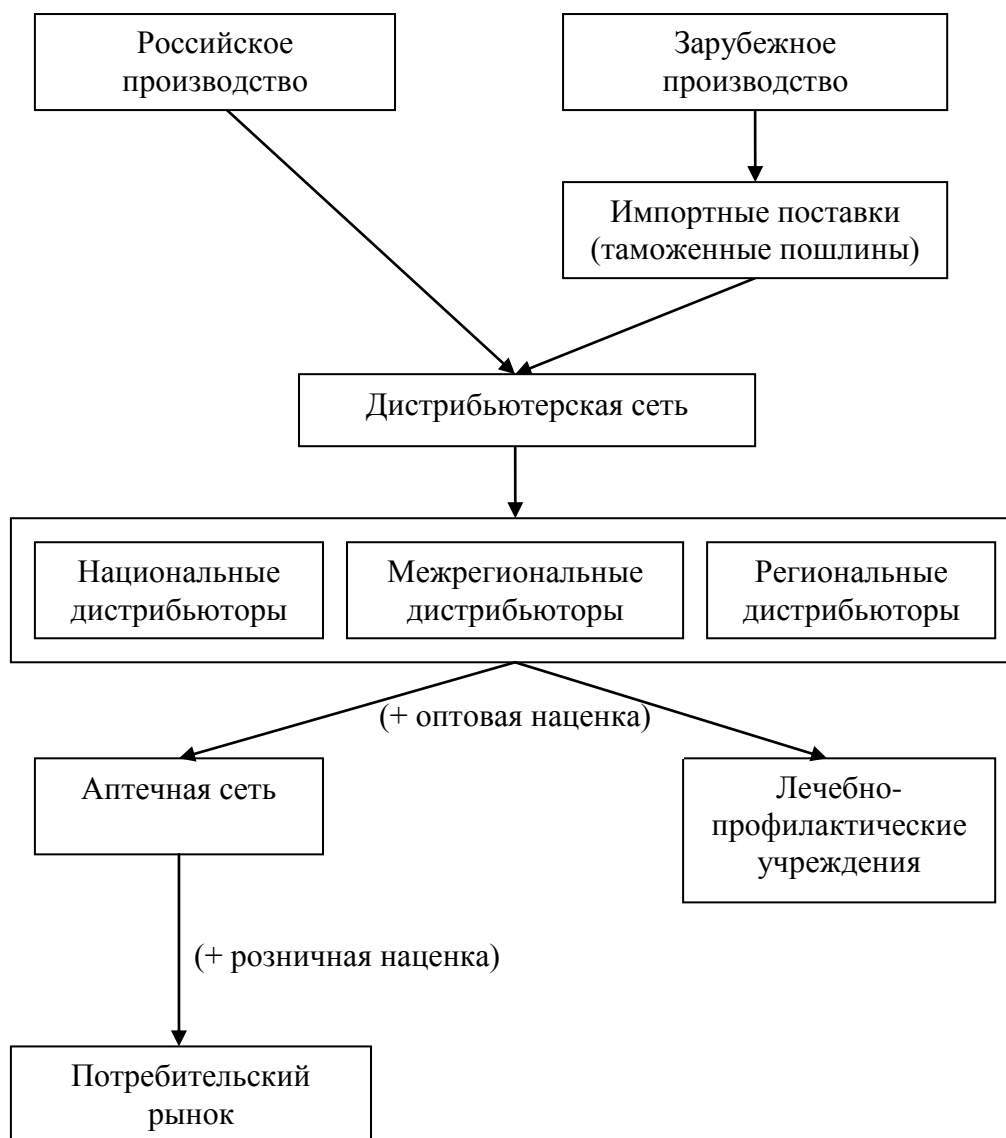 Российское
производство
Зарубежное
производство
Импортные поставки
(таможенные пошлины)
Дистрибьютерская сеть
Национальные
дистрибьюторы
Межрегиональные
дистрибьюторы
Региональные
дистрибьюторы
(+ оптовая наценка)
Аптечная сеть
Лечебно-
профилактические
учреждения
(+ розничная наценка)
Потребительский
рынок